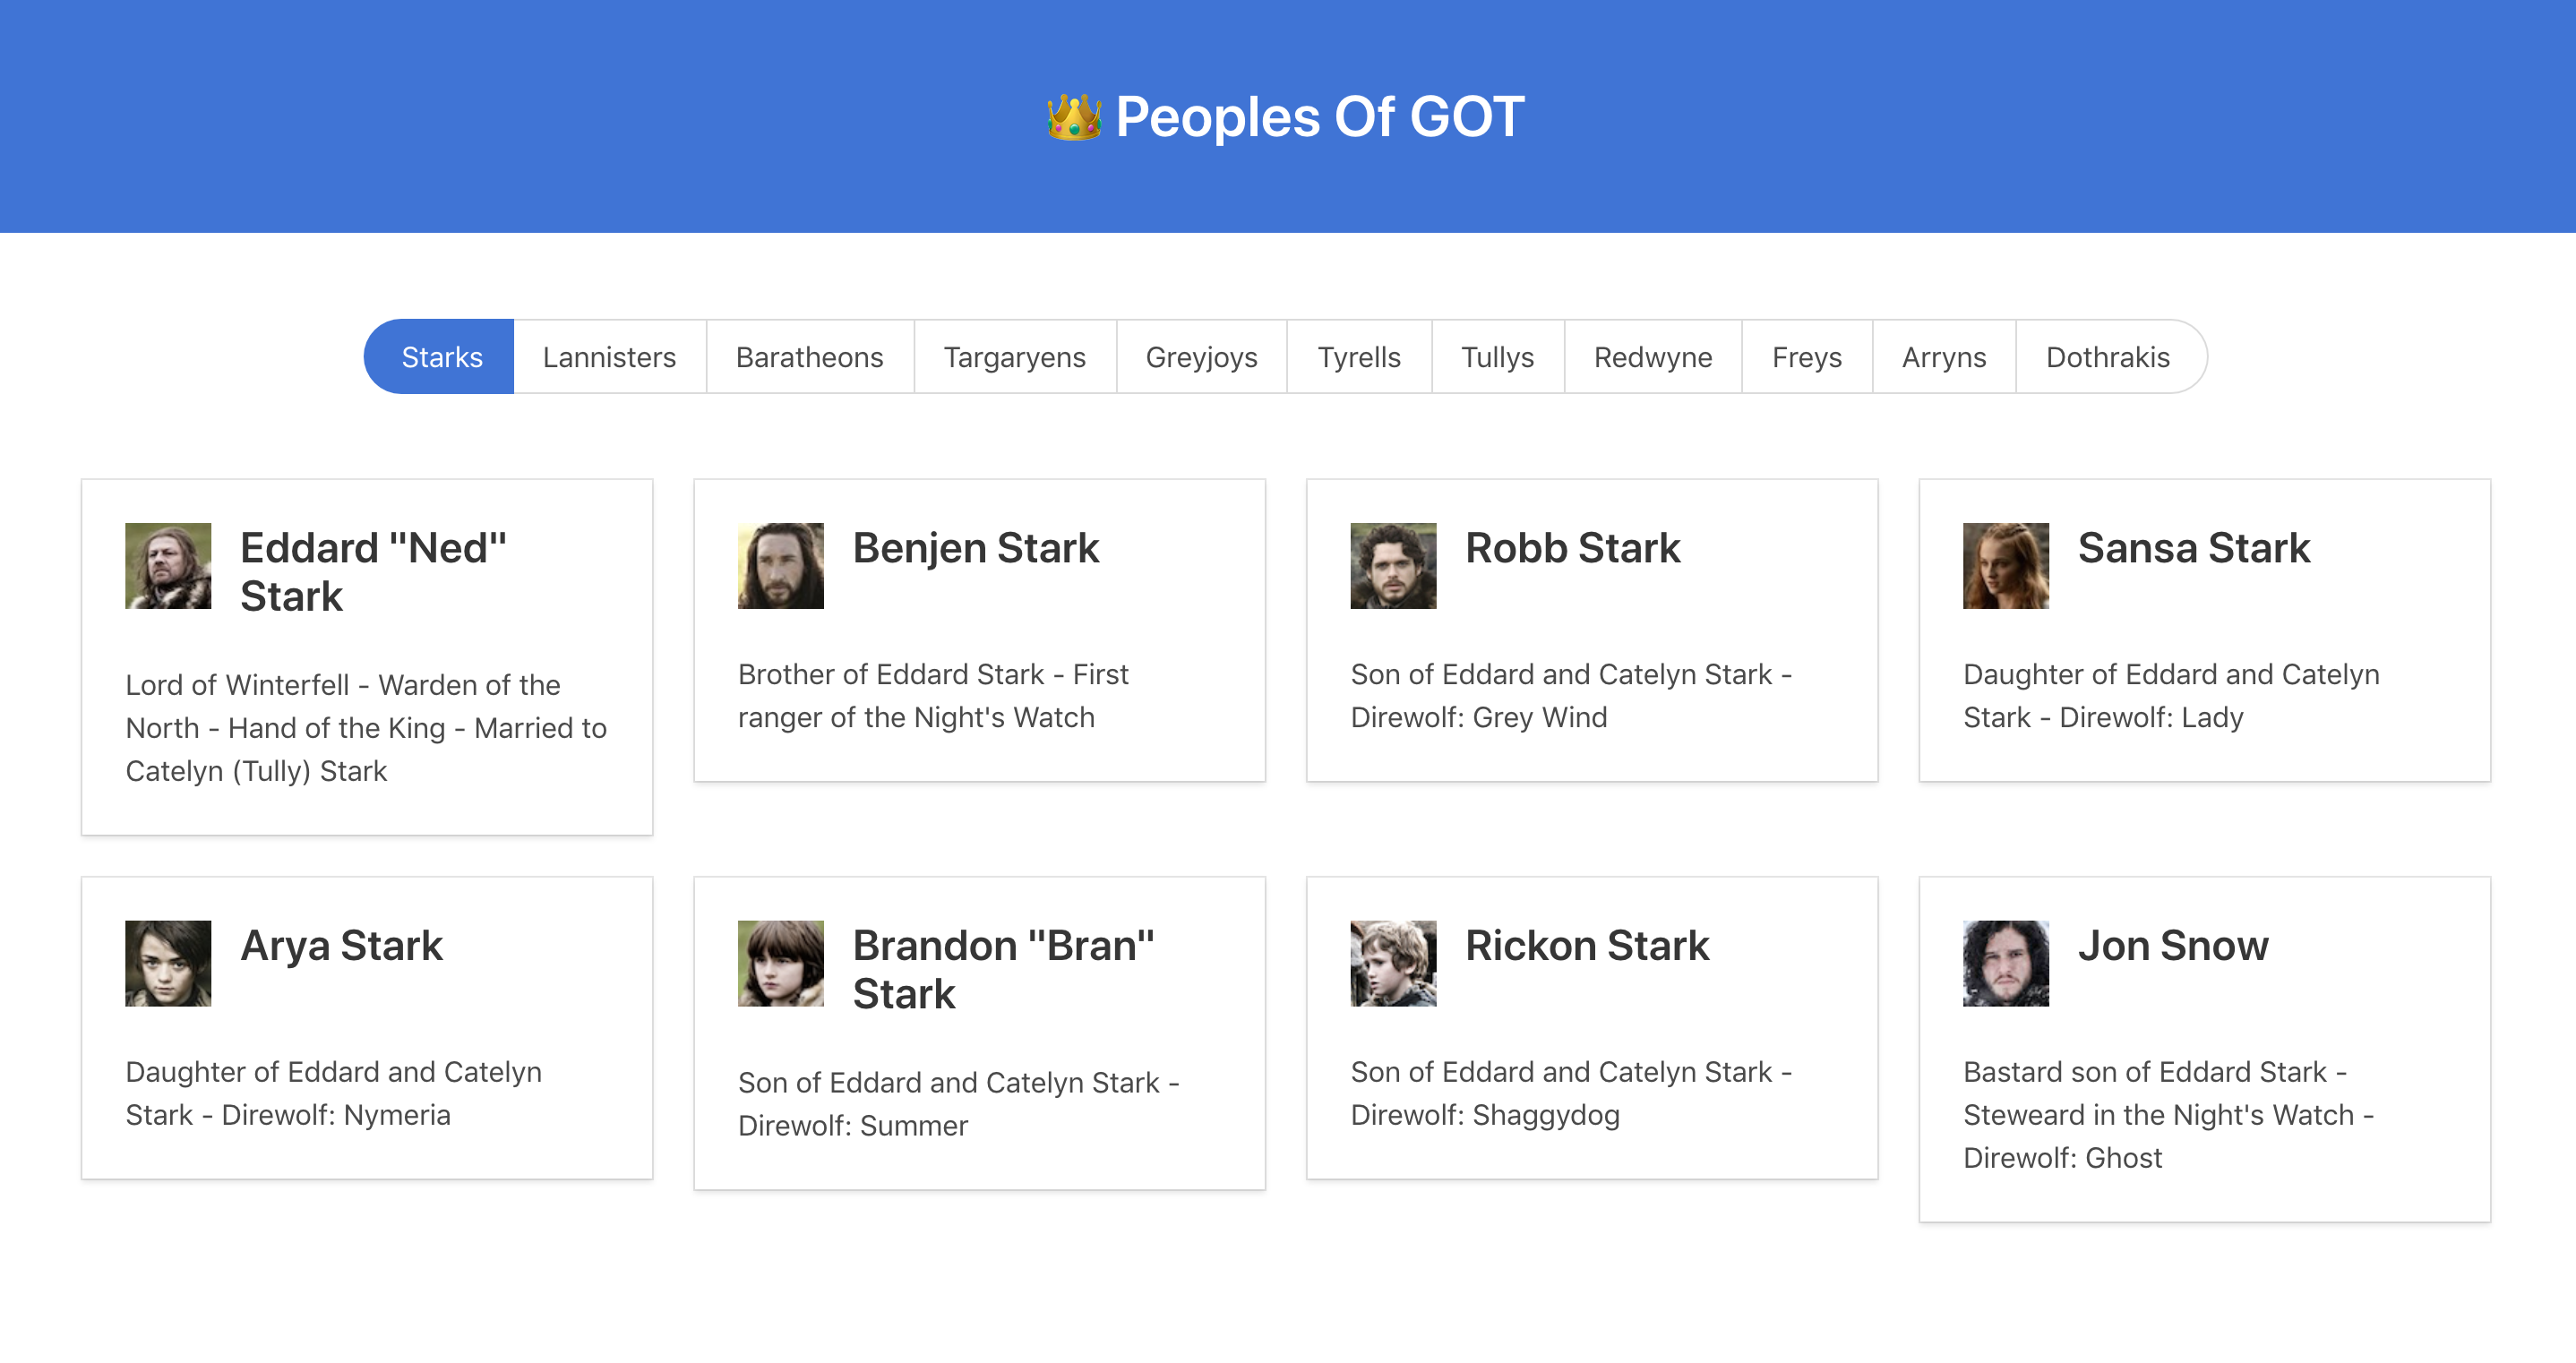 👑 Peoples Of GOT
Starks Lannisters Baratheons Targaryens Greyjoys Tyrells Tullys Redwyne Freys Arryns Dothrakis
Eddard "Ned"
Stark
Lord of Winterfell - Warden of the
North - Hand of the King - Married to
Catelyn (Tully) Stark
Benjen Stark
Brother of Eddard Stark - First
ranger of the Night's Watch
Robb Stark
Son of Eddard and Catelyn Stark -
Direwolf: Grey Wind
Sansa Stark
Daughter of Eddard and Catelyn
Stark - Direwolf: Lady
Arya Stark
Daughter of Eddard and Catelyn
Stark - Direwolf: Nymeria
Brandon "Bran"
Stark
Son of Eddard and Catelyn Stark -
Direwolf: Summer
Rickon Stark
Son of Eddard and Catelyn Stark -
Direwolf: Shaggydog
Jon Snow
Bastard son of Eddard Stark -
Steweard in the Night's Watch -
Direwolf: Ghost